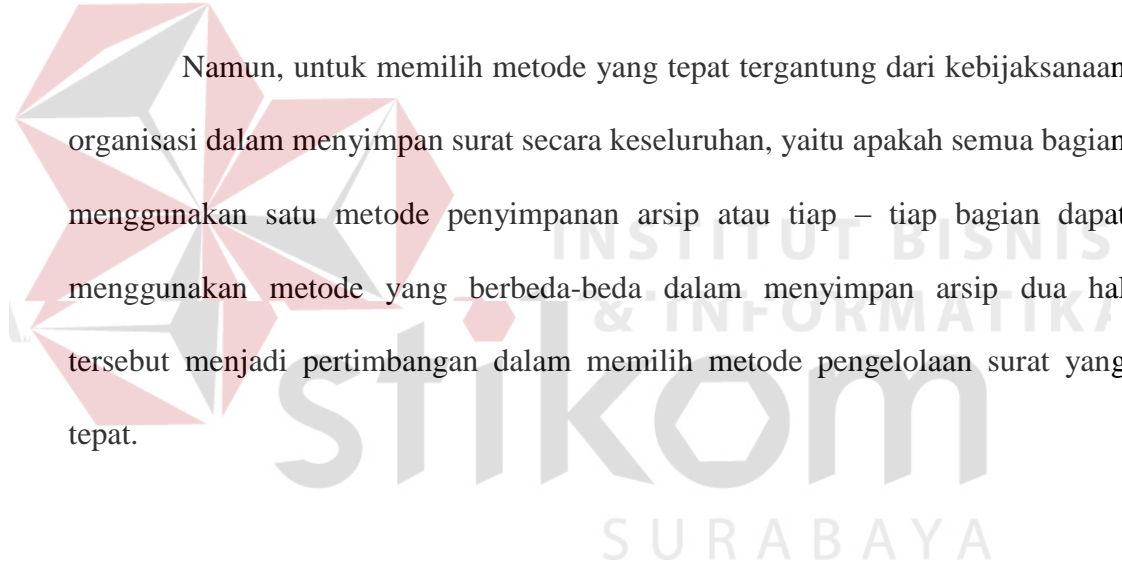 Namun, untuk memilih metode yang tepat tergantung dari kebijaksanaan
organisasi dalam menyimpan surat secara keseluruhan, yaitu apakah semua bagian
menggunakan satu metode penyimpanan arsip atau tiap – tiap bagian dapat
INSTITUT BISNIS
menggunakan metode yang berbeda-beda dalam menyimpan arsip dua hal
& INFORMATIKA
tersebut menjadi pertimbangan dalam memilih metode pengelolaan surat yang
stikom
tepat.
SURABAYA